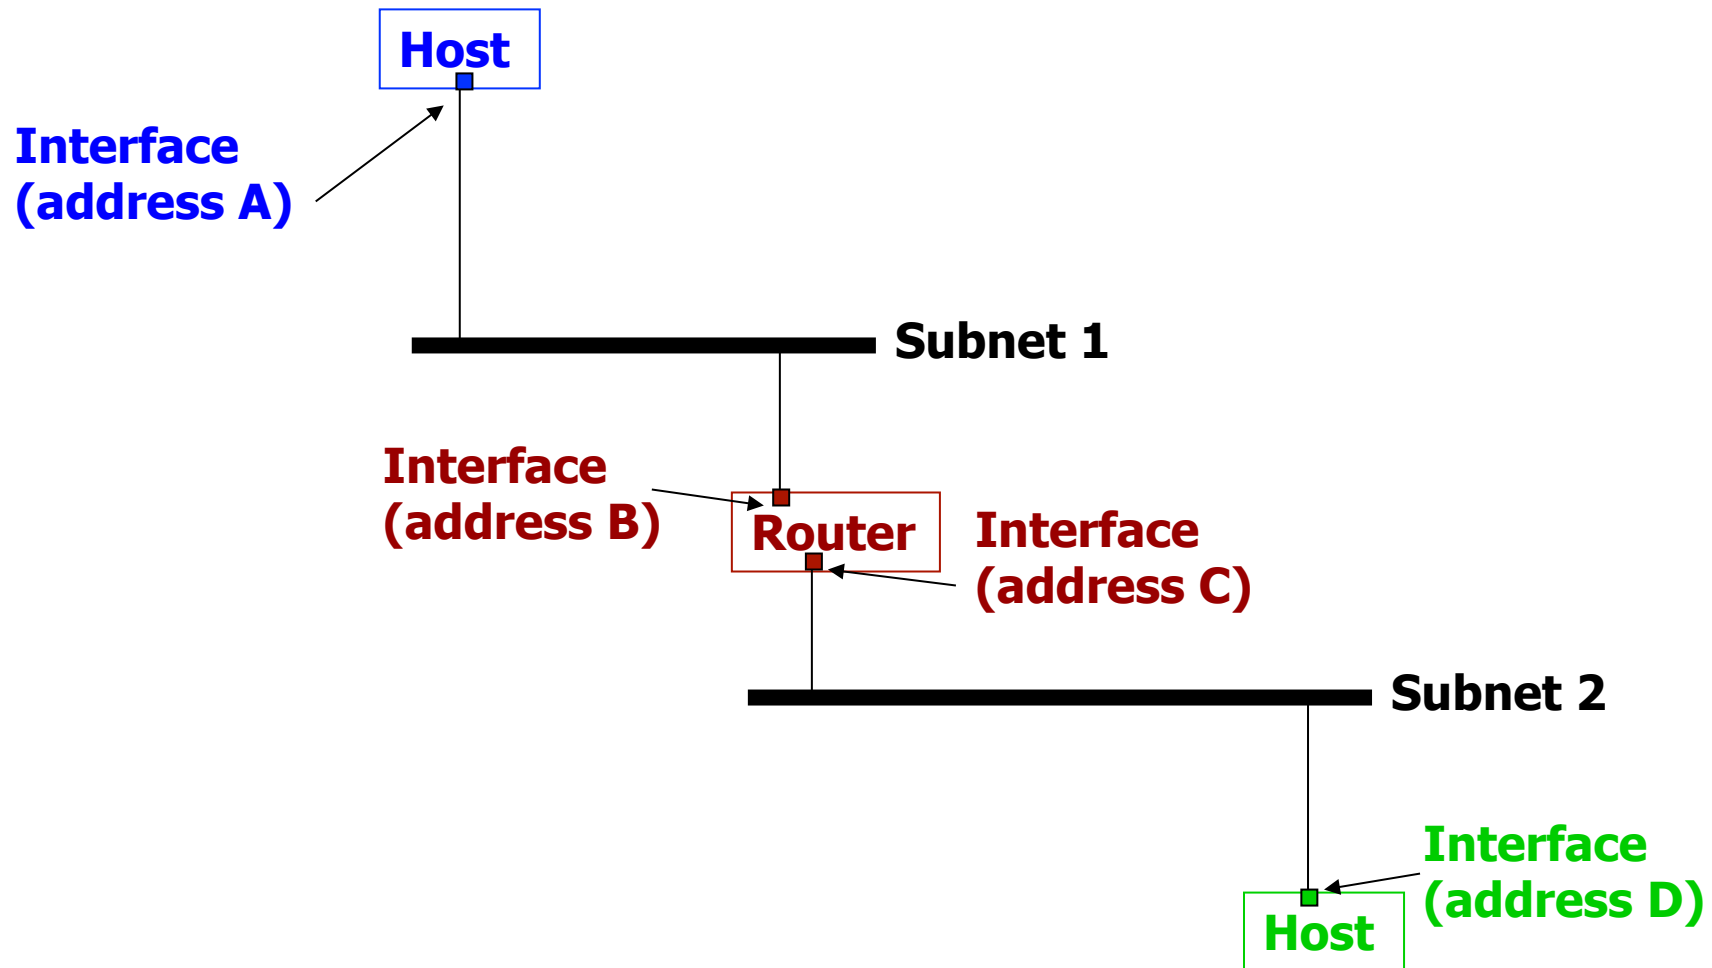 Host
Interface
(address A)
Subnet 1
Interface
(address B)
Router
Interface
(address C)
Subnet 2
Interface
(address D)
Host